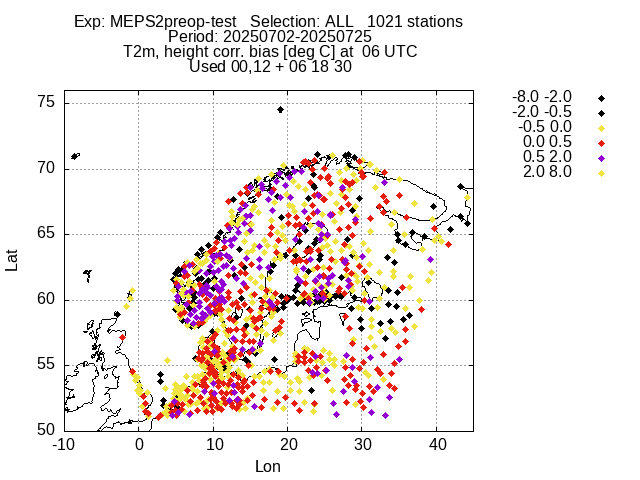 Exp: MEPS2preop-test   Selection: ALL   1021 stations
Period: 20250702-20250725
T2m, height corr. bias [deg C] at  06 UTC
Used 00,12 + 06 18 30
-8.0 -2.0
-2.0 -0.5
-0.5 0.0
0.0 0.5
0.5 2.0
2.0 8.0
75
70
65
60
55
50
Lat
-10 0 10 20 30 40
Lon